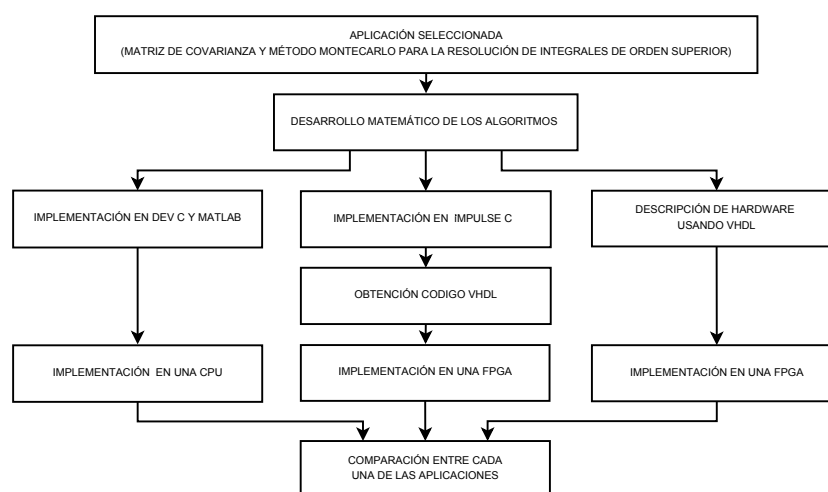 APLICACIÓN SELECCIONADA
(MATRIZ DE COVARIANZA Y MÉTODO MONTECARLO PARA LA RESOLUCIÓN DE INTEGRALES DE ORDEN SUPERIOR)
DESARROLLO MATEMÁTICO DE LOS ALGORITMOS
IMPLEMENTACIÓN EN DEV C Y MATLAB
IMPLEMENTACIÓN EN IMPULSE C
DESCRIPCIÓN DE HARDWARE
USANDO VHDL
OBTENCIÓN CODIGO VHDL
IMPLEMENTACIÓN EN UNA CPU
IMPLEMENTACIÓN EN UNA FPGA
IMPLEMENTACIÓN EN UNA FPGA
COMPARACIÓN ENTRE CADA
UNA DE LAS APLICACIONES